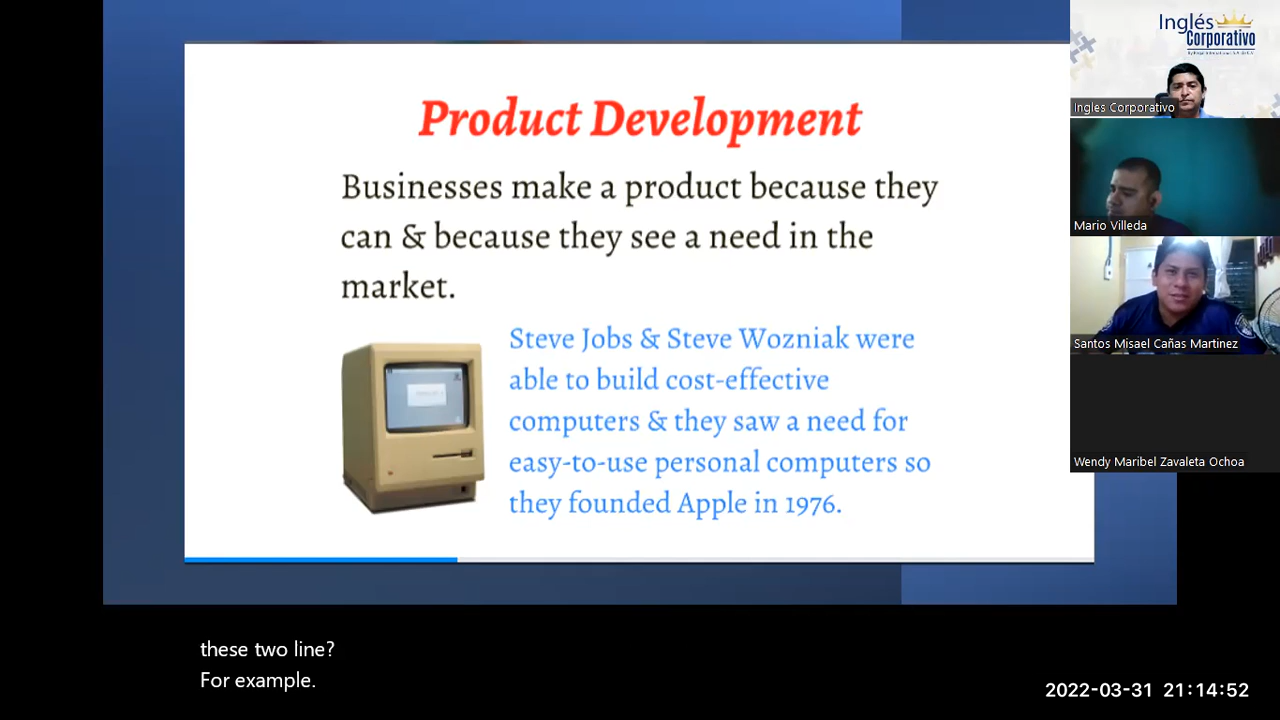 Product Development
Businesses make a product because they
can & because they see a need in the
market.
Steve Jobs & Steve Wozniak were
able to build cost-effective
computers & they saw a need for
easy-to-use personal computers so
they founded Apple in 1976.
Inglés
Corporativo
Ingles Corporativo
Mario Villeda
Santos Misael Cañas Martinez
Wendy Maribel Zavaleta Ochoa
these two line?
For example.
2022-03-31 21:14:52